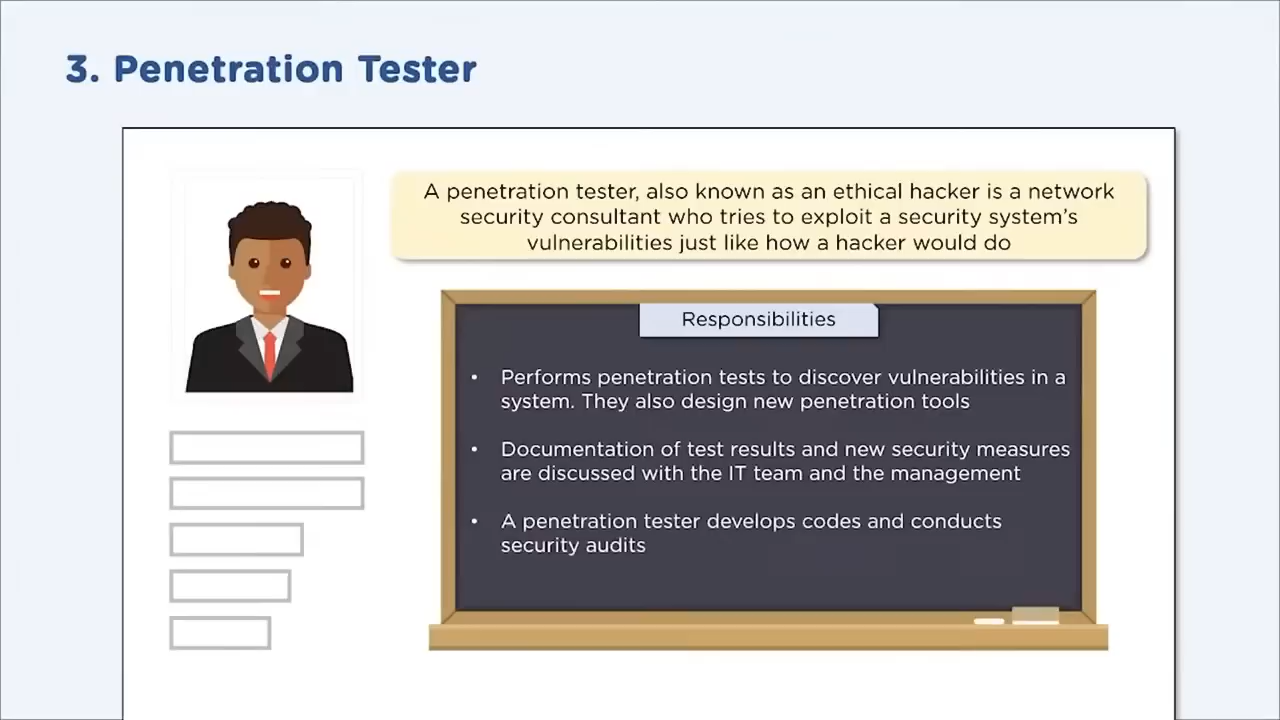 3. Penetration Tester
A penetration tester, also known as an ethical hacker is a network
security consultant who tries to exploit a security system's
vulnerabilities just like how a hacker would do
Responsibilities
• Performs penetration tests to discover vulnerabilities in a
system. They also design new penetration tools
• Documentation of test results and new security measures
are discussed with the IT team and the management
• A penetration tester develops codes and conducts
security audits